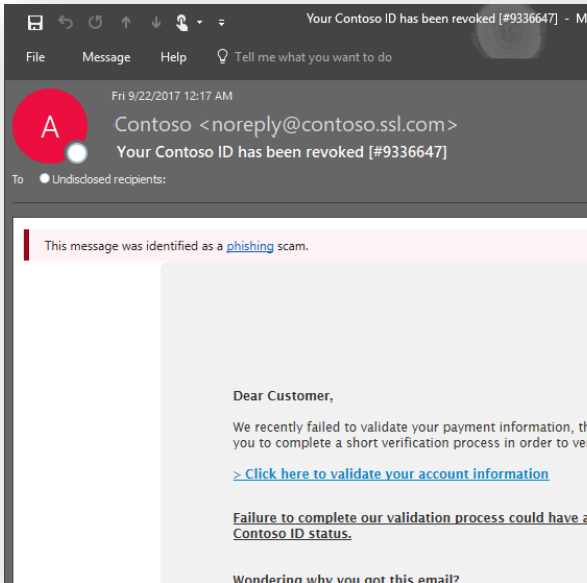 Your Contoso ID has been revoked [#9336647] - M
File Message Help Tell me what you want to do
Fri 9/22/2017 12:17 AM
A
Contoso <noreply@contoso.ssl.com>
Your Contoso ID has been revoked [#9336647]
To Undisclosed recipients:
This message was identified as a phishing scam.
Dear Customer,
We recently failed to validate your payment information, th
you to complete a short verification process in order to ve
> Click here to validate your account information
Failure to complete our validation process could have a
Contoso ID status.
Wondering why you got this email?